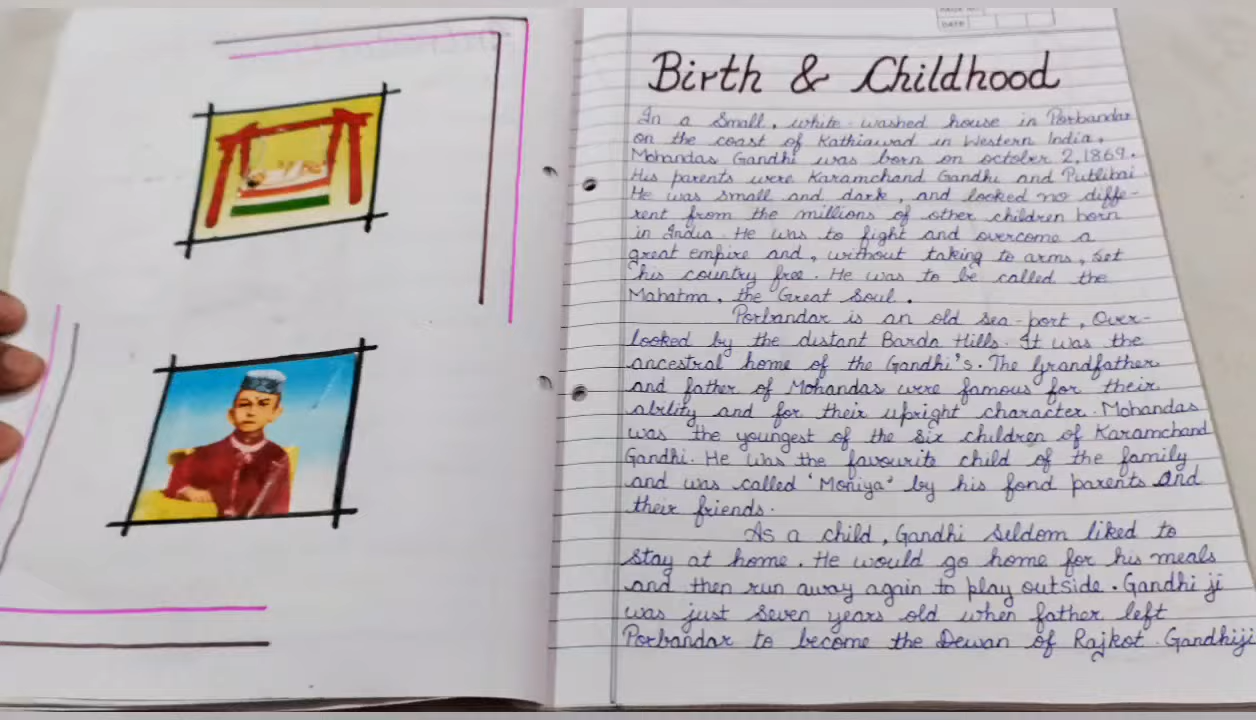 DATE
Birth & Childhood
In a small, white-washed house in Porbandar
on the coast of Kathiawad in Western India,
Mohandas Gandhi was born on october 2, 1869.
His parents were Karamchand Gandhi and Putlibai
He was small and dark, and looked no diffe-
rent from the millions of other children born
in India. He was to fight and overcome a
great empire and, without taking to arms, set
his country free. He was to be called the
Mahatma, the Great Soul.
Porbandar is an old sea-port, Over-
looked by the distant Barda Hills. It was the
ancestral home of the Gandhi's. The Grandfather
and father of Mohandas were famous for their
ability and for their upright character. Mohandas
was the youngest of the six children of Karamchand
Gandhi. He was the favourite child of the family
and was called 'Moniya' by his fond parents and
their friends.
As a child, Gandhi seldom liked to
stay at home. He would go home for his meals
and then run away again to play outside. Gandhi ji
was just seven years old when father left
Porbandar to become the Dewan of Rajkot. Gandhiji